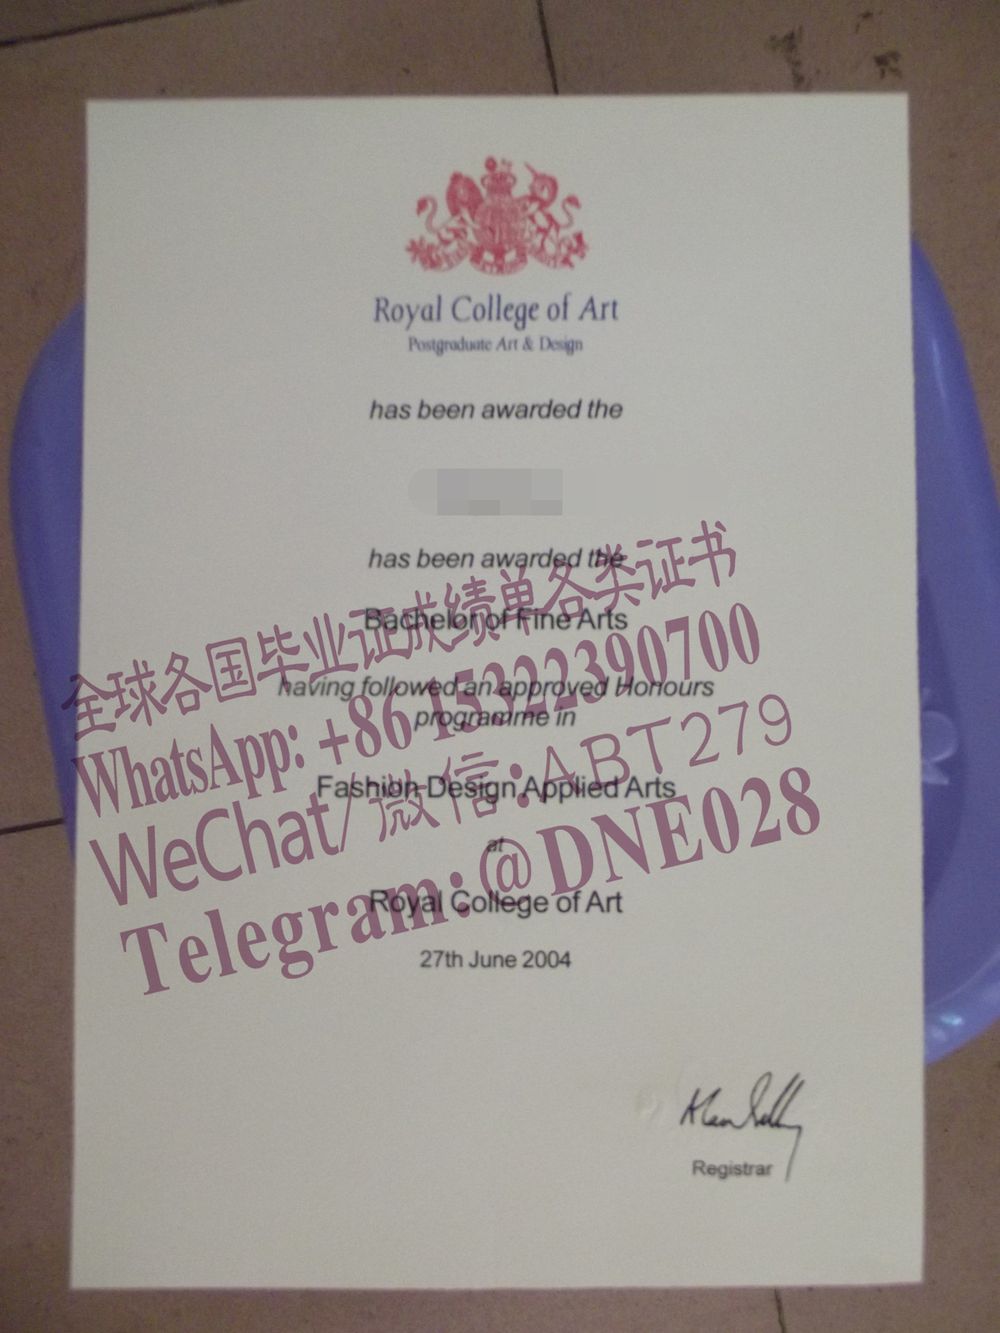 Royal College of Art
Postgraduate Art & Design
has been awarded the
has been awarded the
Bachelor of Fine Arts
having followed an approved Honours
programme in
Fashion Design Applied Arts
at
Royal College of Art
27th June 2004
Registrar
全球各国毕业证成绩单各类证书
WhatsApp: +86 15322390700
WeChat/微信:ABT279
Telegram:@DNE028